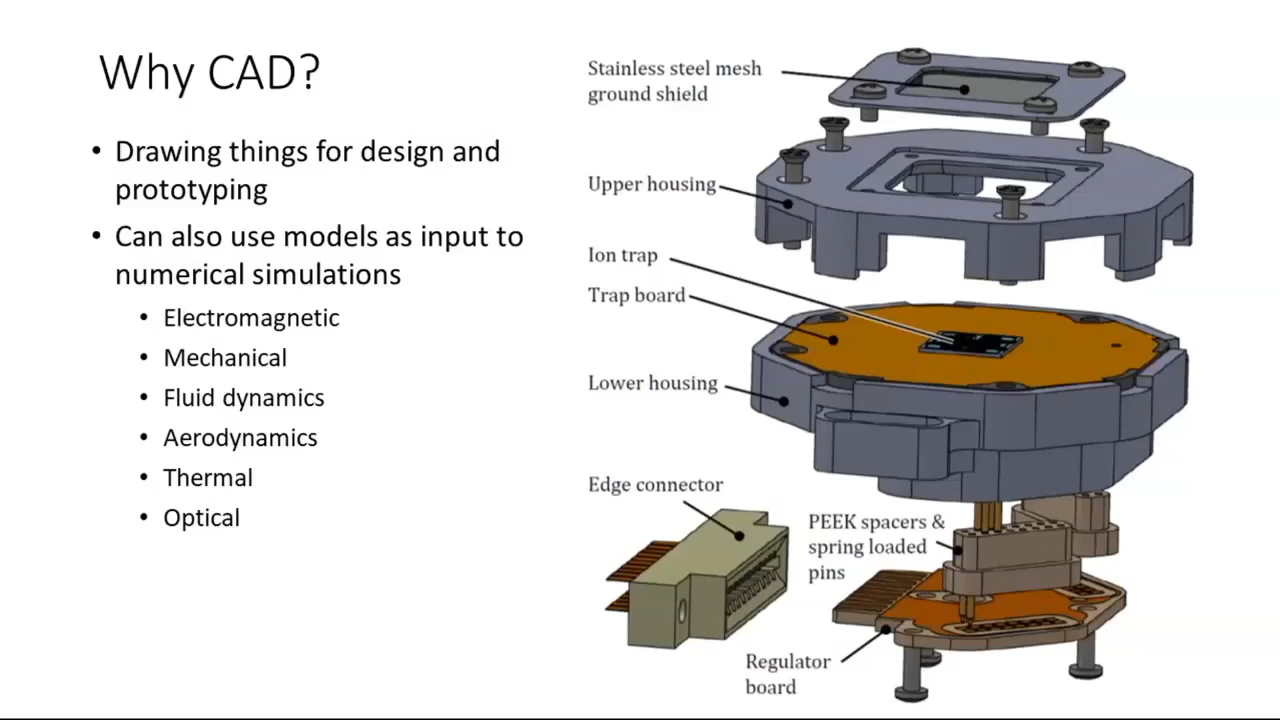 Why CAD?
• Drawing things for design and
prototyping
• Can also use models as input to
numerical simulations
• Electromagnetic
• Mechanical
• Fluid dynamics
• Aerodynamics
• Thermal
• Optical
Stainless steel mesh
ground shield
Upper housing
Ion trap
Trap board
Lower housing
Edge connector
PEEK spacers &
spring loaded
pins
Regulator
board